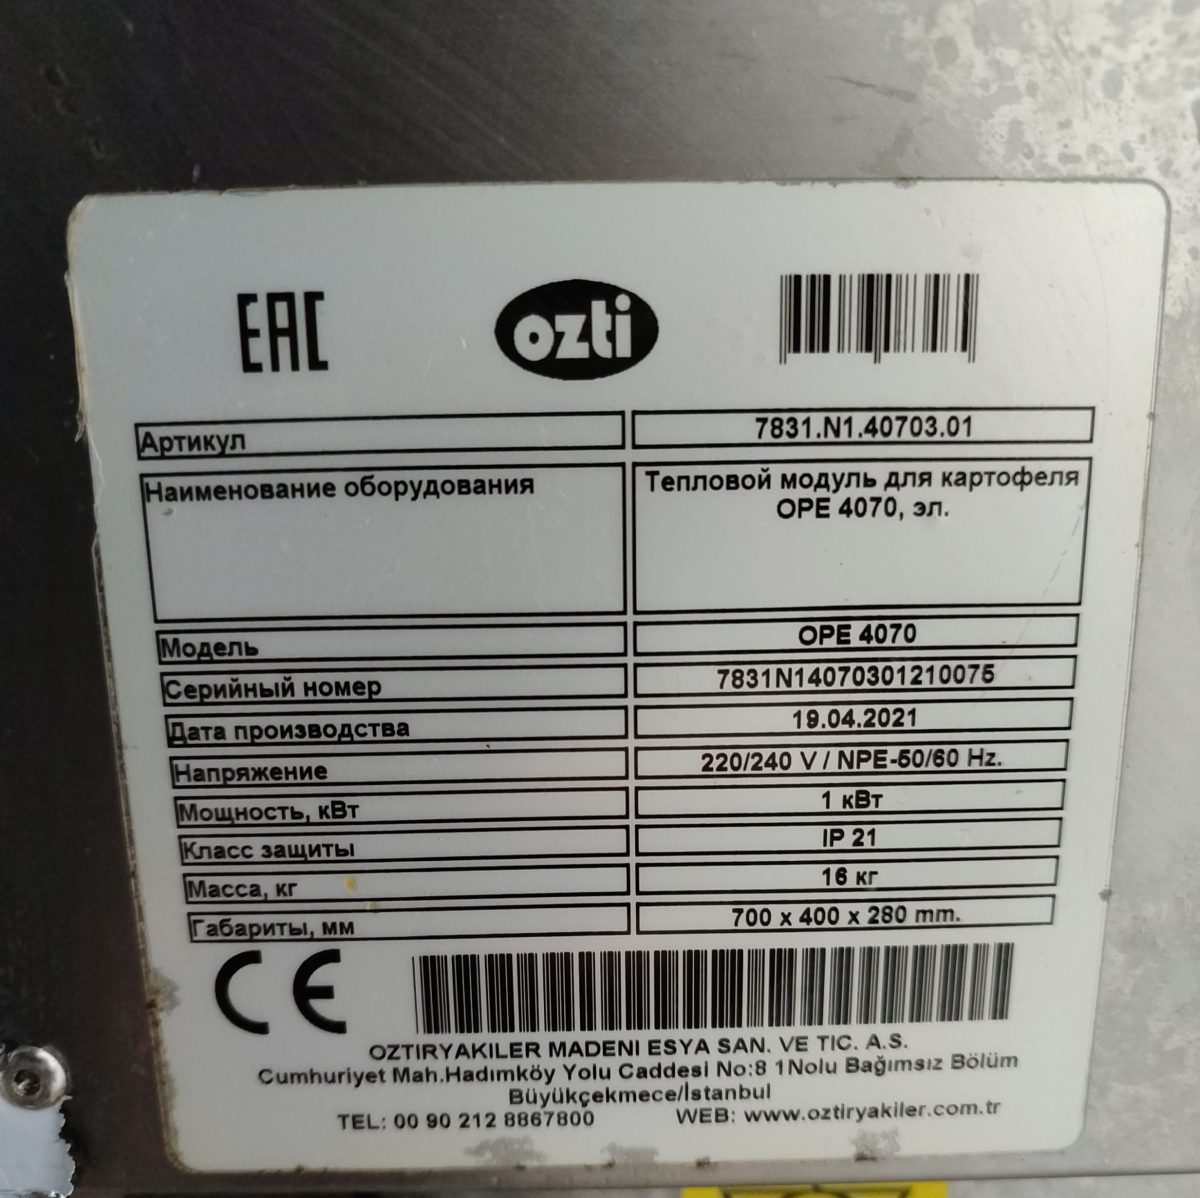 EAC
ozti
Артикул 7831.N1.40703.01
Наименование оборудования Тепловой модуль для картофеля
OPE 4070, эл.
Модель OPE 4070
Серийный номер 7831N14070301210075
Дата производства 19.04.2021
Напряжение 220/240 V / NPE-50/60 Hz.
Мощность, кВт 1 кВт
Класс защиты IP 21
Масса, кг 16 кг
Габариты, мм 700 x 400 x 280 mm.
CE
OZTIRYAKILER MADENI ESYA SAN. VE TIC. A.S.
Cumhuriyet Mah.Hadımköy Yolu Caddesi No:8 1Nolu Bağımsız Bölüm
Büyükçekmece/İstanbul
TEL: 00 90 212 8867800 WEB: www.oztiryakiler.com.tr